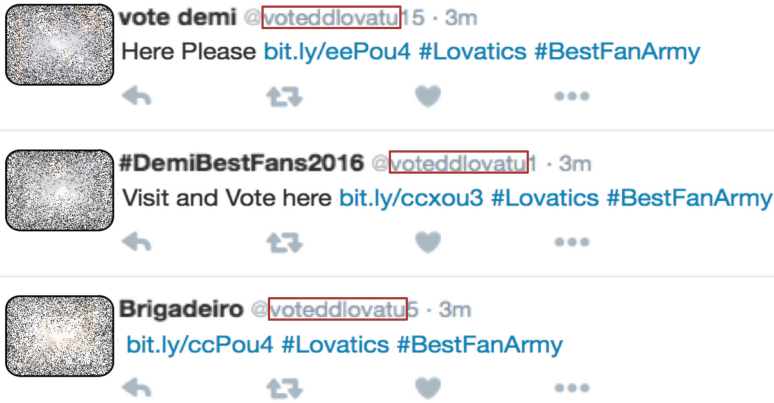 vote demi @voteddlovatu15 · 3m
Here Please bit.ly/eePou4 #Lovatics #BestFanArmy
#DemiBestFans2016 @voteddlovatu1 · 3m
Visit and Vote here bit.ly/ccxou3 #Lovatics #BestFanArmy
Brigadeiro @voteddlovatu5 · 3m
bit.ly/ccPou4 #Lovatics #BestFanArmy